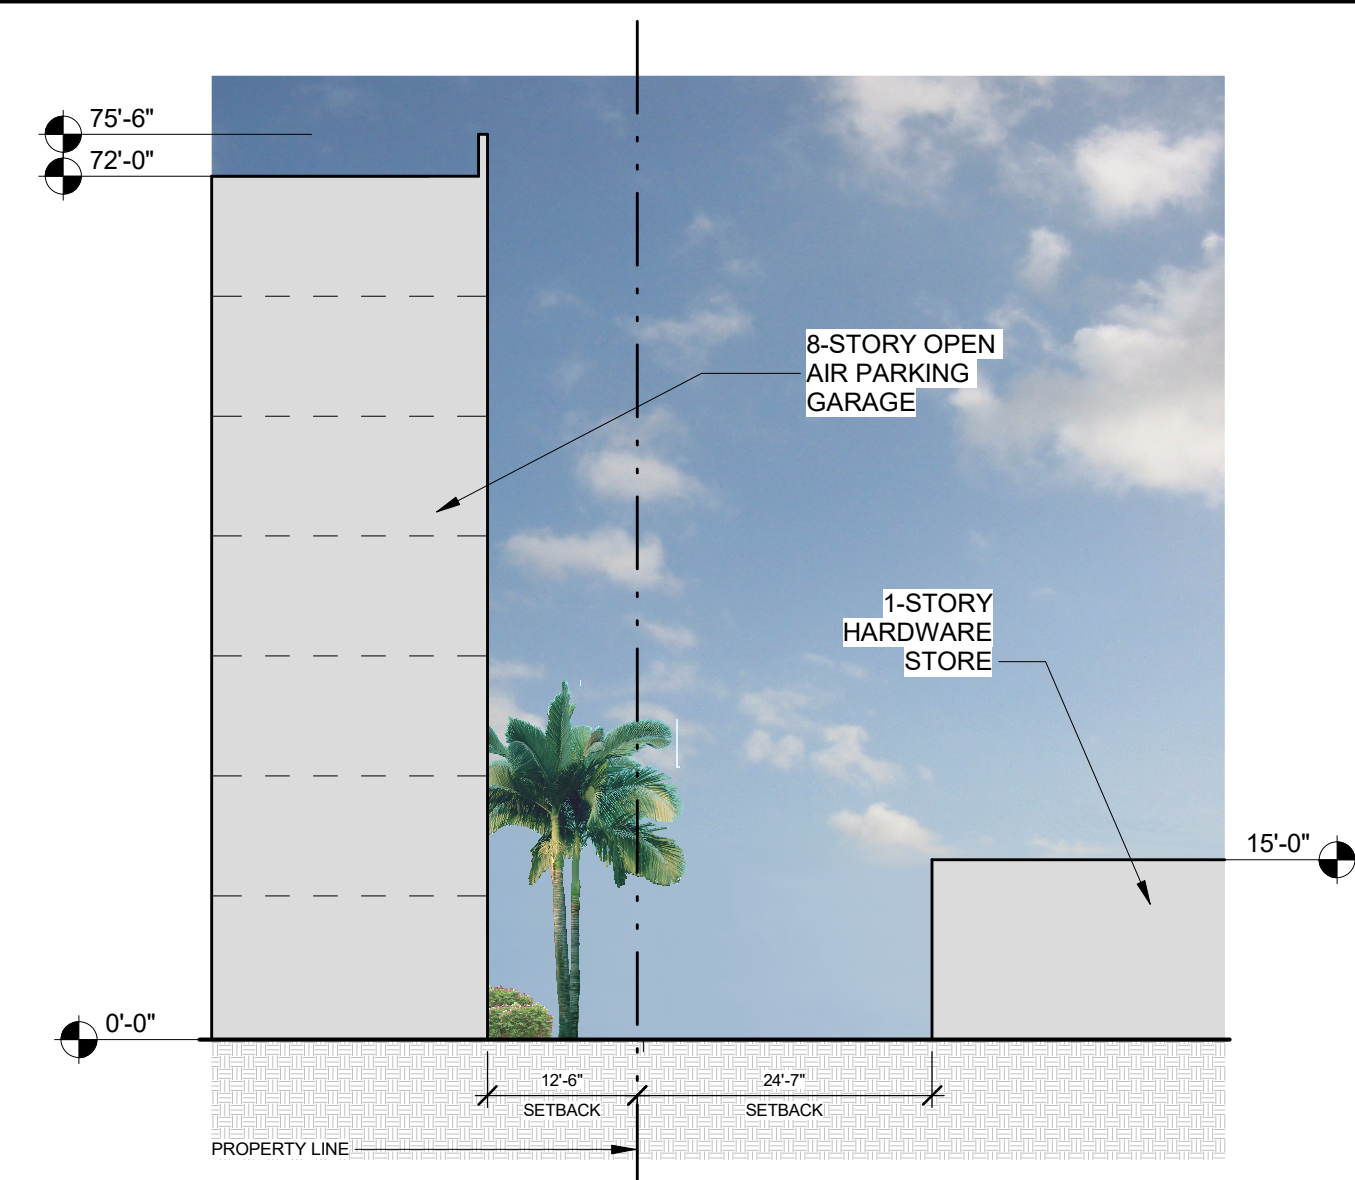 75'-6"
72'-0"
8-STORY OPEN
AIR PARKING
GARAGE
1-STORY
HARDWARE
STORE
15'-0"
0'-0"
12'-6"
24'-7"
SETBACK
SETBACK
PROPERTY LINE